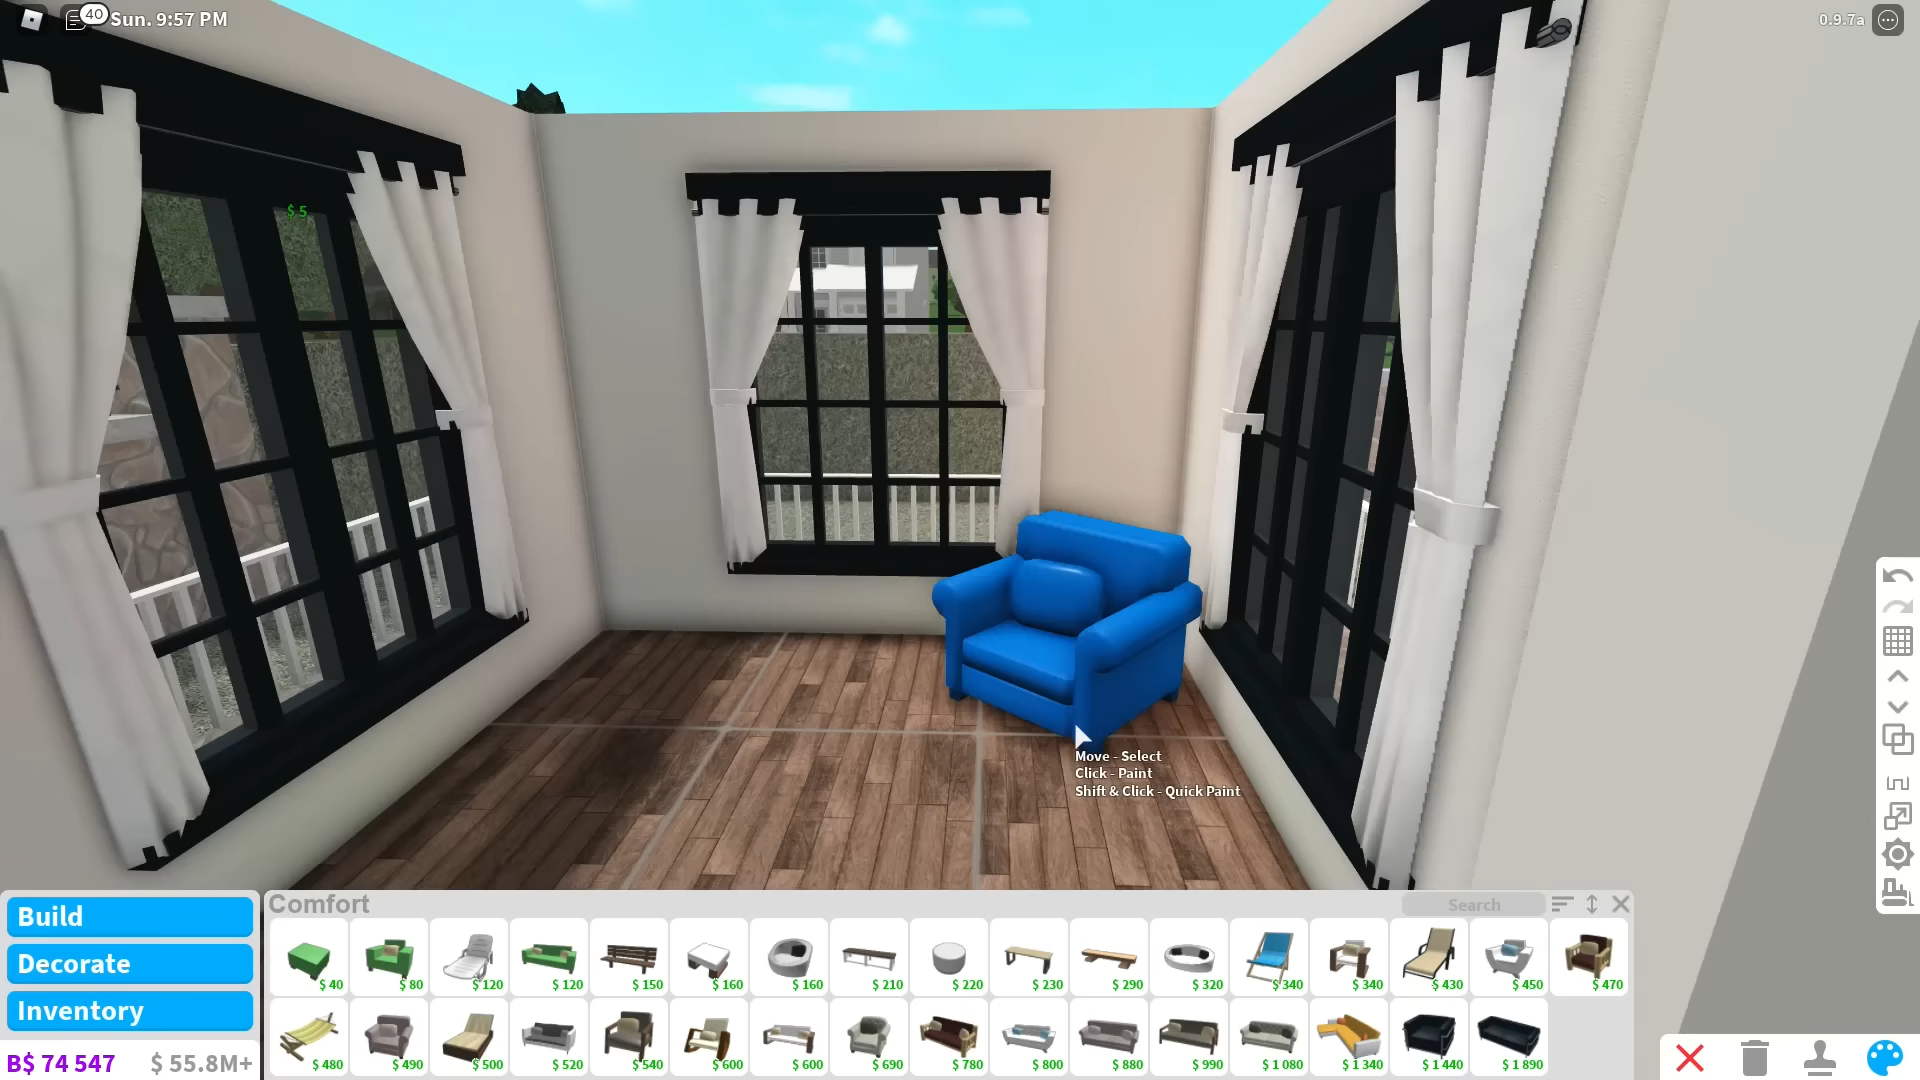 40
Sun. 9:57 PM
0.9.7a
$ 5
Move - Select
Click - Paint
Shift & Click - Quick Paint
Build
Decorate
Inventory
B$ 74 547
$ 55.8M+
Comfort
Search
$ 40
$ 80
$ 120
$ 120
$ 150
$ 160
$ 160
$ 210
$ 220
$ 230
$ 290
$ 320
$ 340
$ 340
$ 430
$ 450
$ 470
$ 480
$ 490
$ 500
$ 520
$ 540
$ 600
$ 600
$ 690
$ 780
$ 800
$ 880
$ 990
$ 1 080
$ 1 340
$ 1 440
$ 1 890